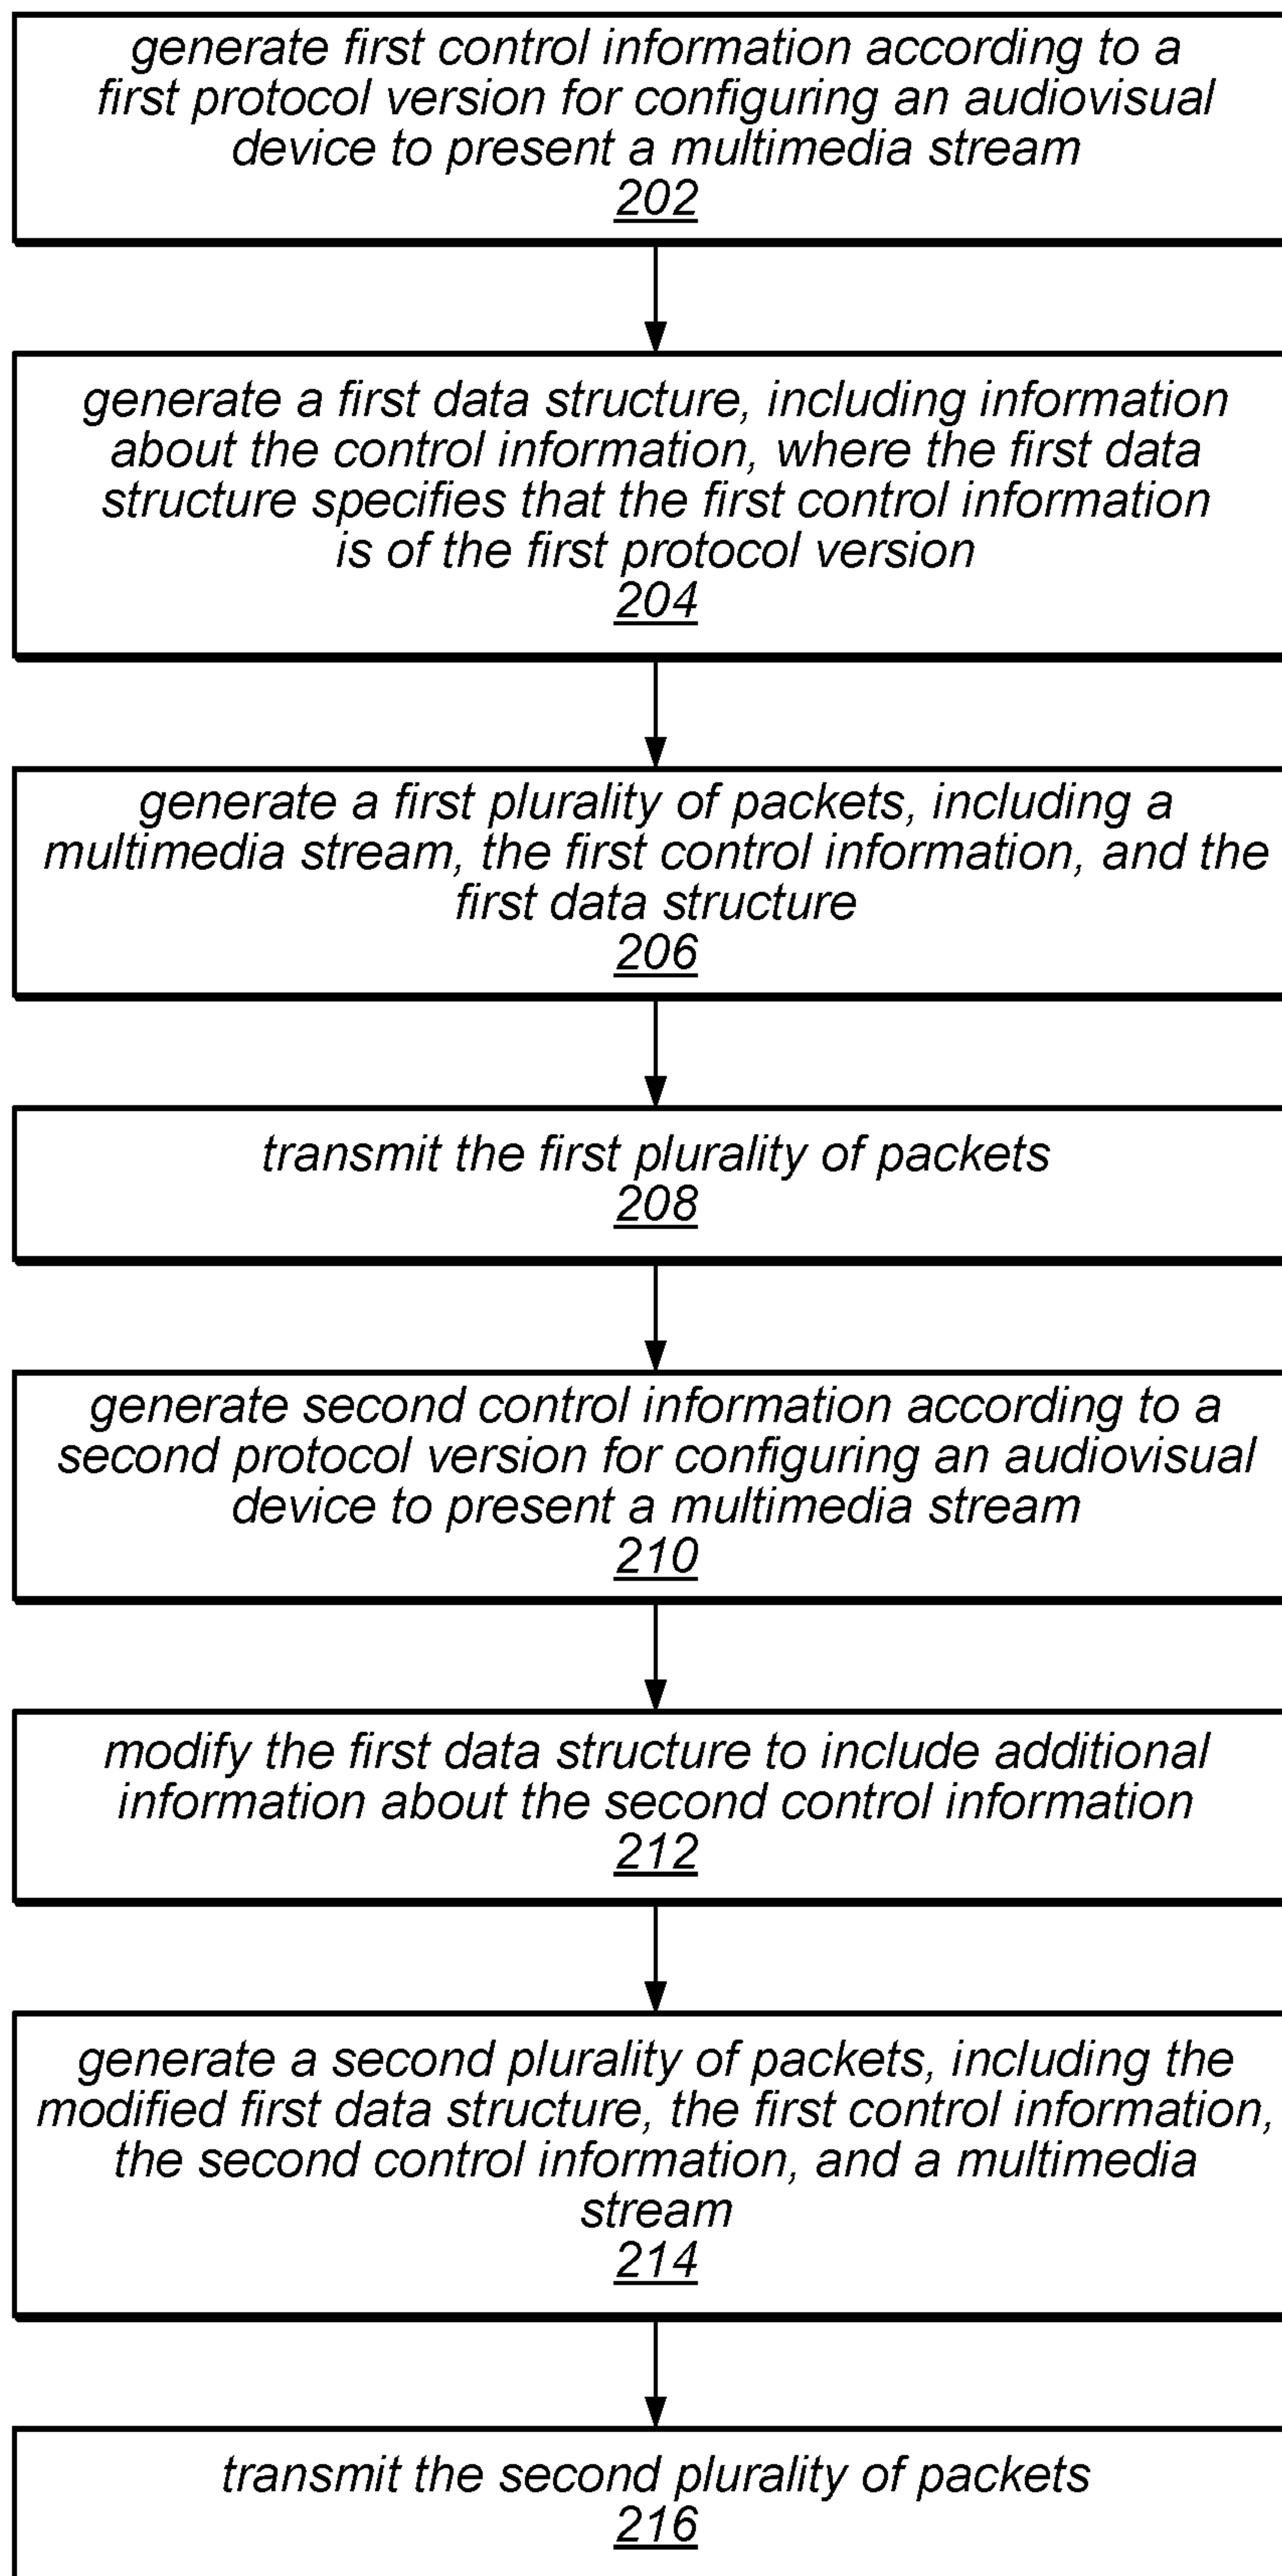 generate first control information according to a
first protocol version for configuring an audiovisual
device to present a multimedia stream
202
generate a first data structure, including information
about the control information, where the first data
structure specifies that the first control information
is of the first protocol version
204
generate a first plurality of packets, including a
multimedia stream, the first control information, and the
first data structure
206
transmit the first plurality of packets
208
generate second control information according to a
second protocol version for configuring an audiovisual
device to present a multimedia stream
210
modify the first data structure to include additional
information about the second control information
212
generate a second plurality of packets, including the
modified first data structure, the first control information,
the second control information, and a multimedia
stream
214
transmit the second plurality of packets
216